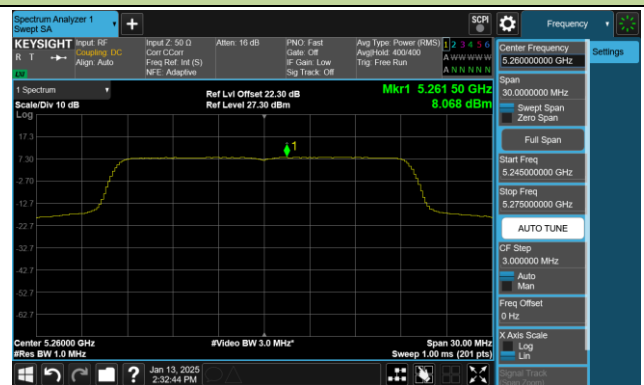 Spectrum Analyzer 1
Swept SA
SCPI
Frequency
KEYSIGHT
R T
Input: RF
Coupling: DC
Align: Auto
Input Z: 50 Ω
Corr CCorr
Freq Ref: Int (S)
NFE: Adaptive
Atten: 16 dB
PNO: Fast
Gate: Off
IF Gain: Low
Sig Track: Off
Avg Type: Power (RMS)
Avg|Hold: 400/400
Trig: Free Run
1 2 3 4 5 6
A W W W W W
A N N N N N
LXI
1 Spectrum
Scale/Div 10 dB
Log
Ref Lvl Offset 22.30 dB
Ref Level 27.30 dBm
Mkr1 5.261 50 GHz
8.068 dBm
1
17.3
7.30
-2.70
-12.7
-22.7
-32.7
-42.7
-52.7
-62.7
Center 5.26000 GHz
#Res BW 1.0 MHz
#Video BW 3.0 MHz*
Span 30.00 MHz
Sweep 1.00 ms (201 pts)
Jan 13, 2025
2:32:44 PM
Center Frequency
5.260000000 GHz
Settings
Span
30.0000000 MHz
Swept Span
Zero Span
Full Span
Start Freq
5.245000000 GHz
Stop Freq
5.275000000 GHz
AUTO TUNE
CF Step
3.000000 MHz
Auto
Man
Freq Offset
0 Hz
X Axis Scale
Log
Lin
Signal Track
(Span Zoom)